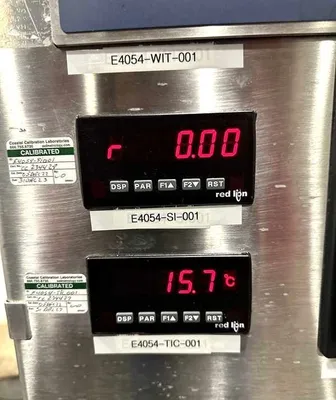 E4054-WIT-001
r 0.00
DSP PAR F1▲ F2▼ RST
red lion
E4054-SI-001
15.7 °C
DSP PAR F1▲ F2▼ RST
red lion
E4054-TIC-001
Coastal Calibration Laboratories
CALIBRATED
Coastal Calibration Laboratories
CALIBRATED